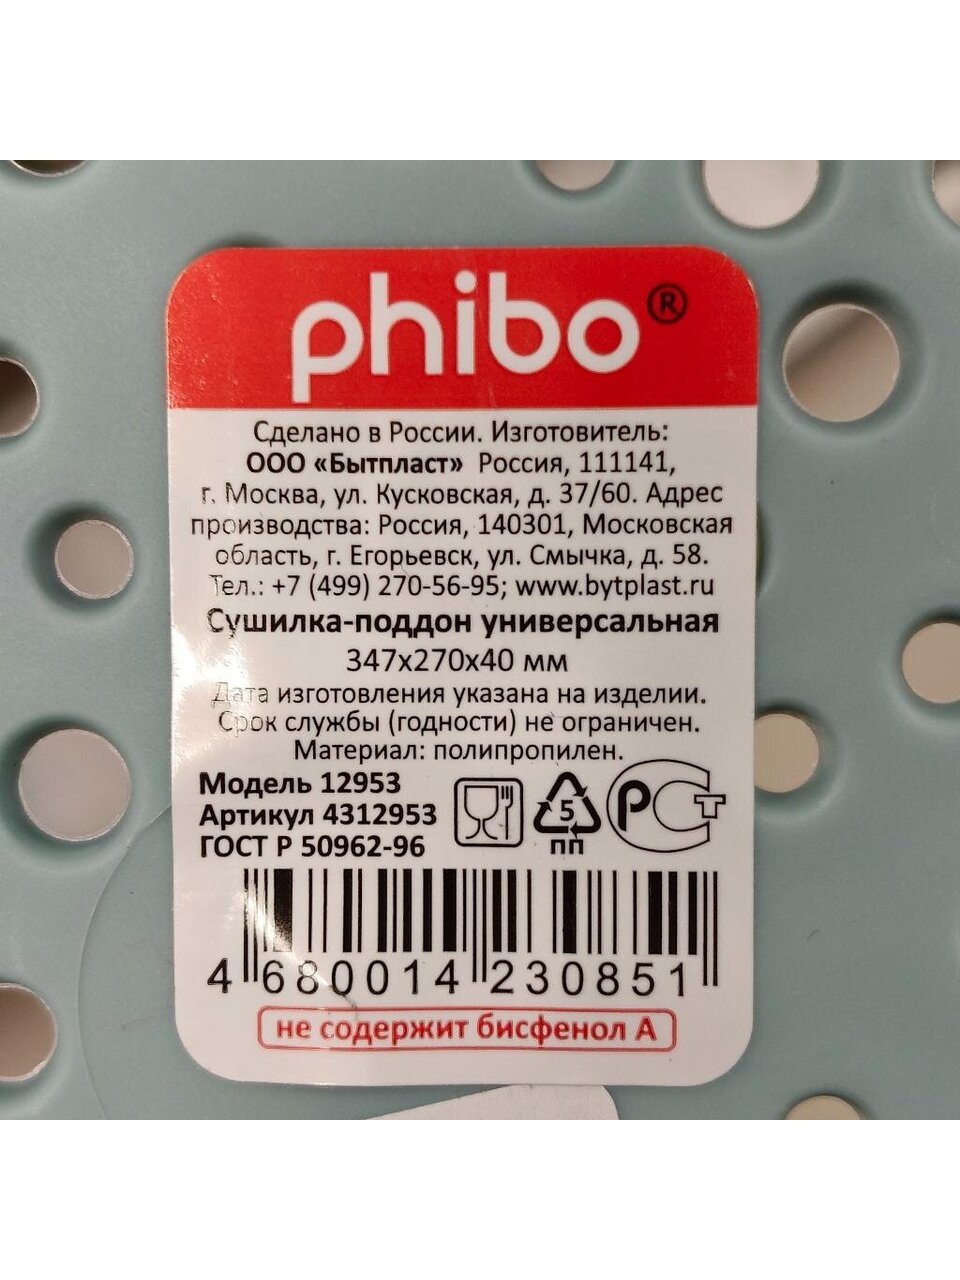 phibo®
Сделано в России. Изготовитель:
ООО «Бытпласт» Россия, 111141,
г. Москва, ул. Кусковская, д. 37/60. Адрес
производства: Россия, 140301, Московская
область, г. Егорьевск, ул. Смычка, д. 58.
Тел.: +7 (499) 270-56-95; www.bytplast.ru
Сушилка-поддон универсальная
347х270х40 мм
Дата изготовления указана на изделии.
Срок службы (годности) не ограничен.
Материал: полипропилен.
Модель 12953
Артикул 4312953
ГОСТ Р 50962-96
5
ПП
РСТ
4 680014 230851
не содержит бисфенол А